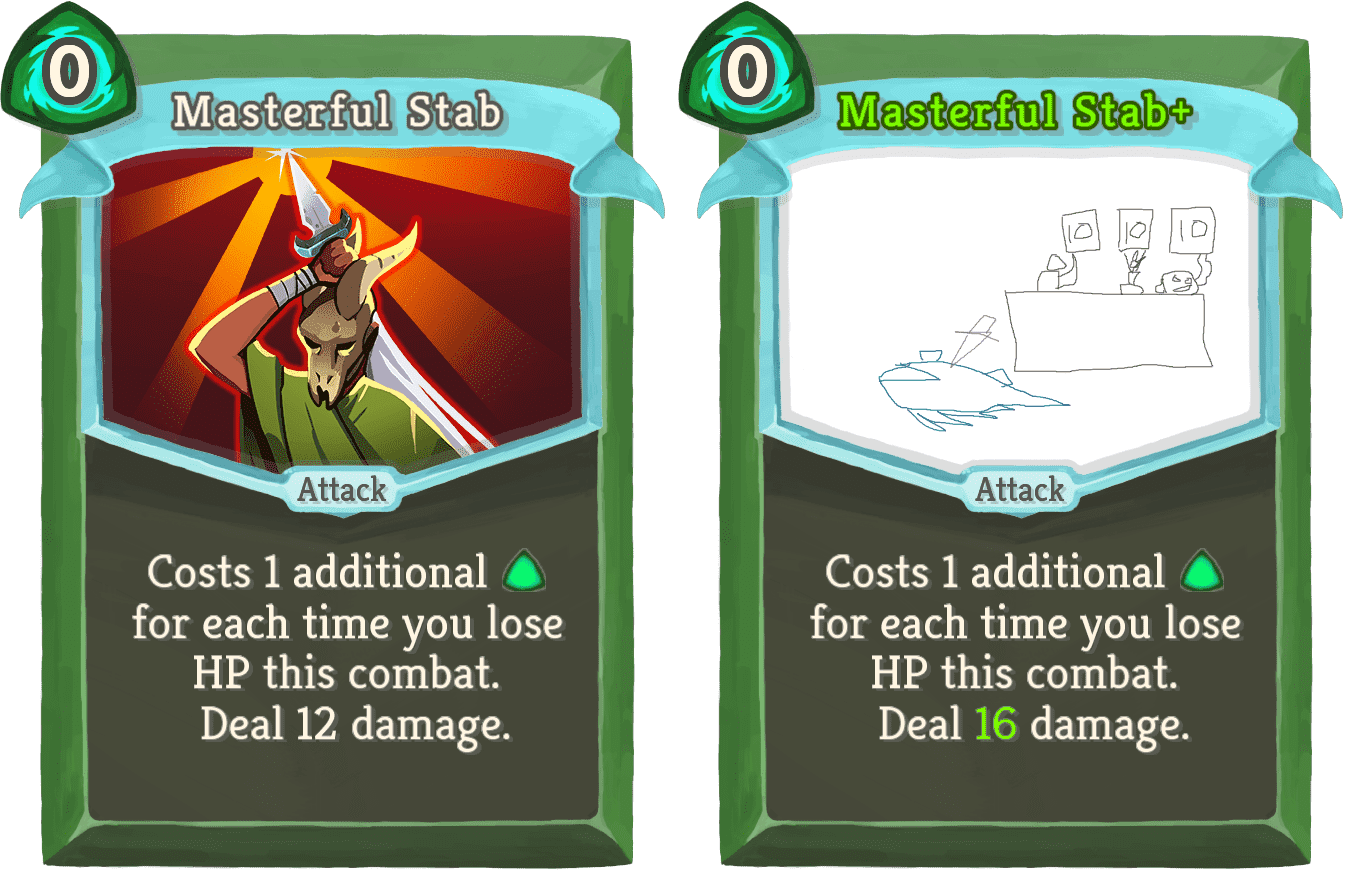 0
Masterful Stab
Attack
Costs 1 additional
for each time you lose
HP this combat.
Deal 12 damage.
0
Masterful Stab+
10 10 10
Attack
Costs 1 additional
for each time you lose
HP this combat.
Deal 16 damage.